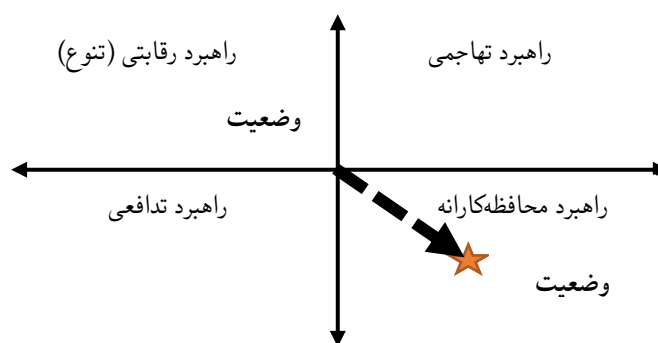 راهبرد تهاجمی
راهبرد رقابتی (تنوع)
وضعیت
راهبرد محافظه‌کارانه
راهبرد تدافعی
وضعیت